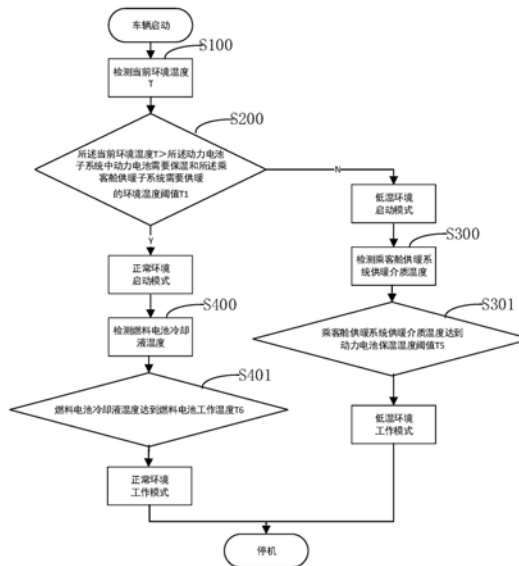 车辆启动
S100
检测当前环境温度
T
S200
所述当前环境温度T＞所述动力电池
子系统中动力电池需要保温和所述乘
客舱供暖子系统需要供暖
的环境温度阈值T1
N
Y
低温环境
启动模式
S300
正常环境
启动模式
检测乘客舱供暖系
统供暖介质温度
S400
S301
检测燃料电池冷却
液温度
乘客舱供暖系统供暖介质温度达到
动力电池保温温度阈值T5
S401
燃料电池冷却液温度达到燃料电池工作温度T6
低温环境
工作模式
正常环境
工作模式
停机